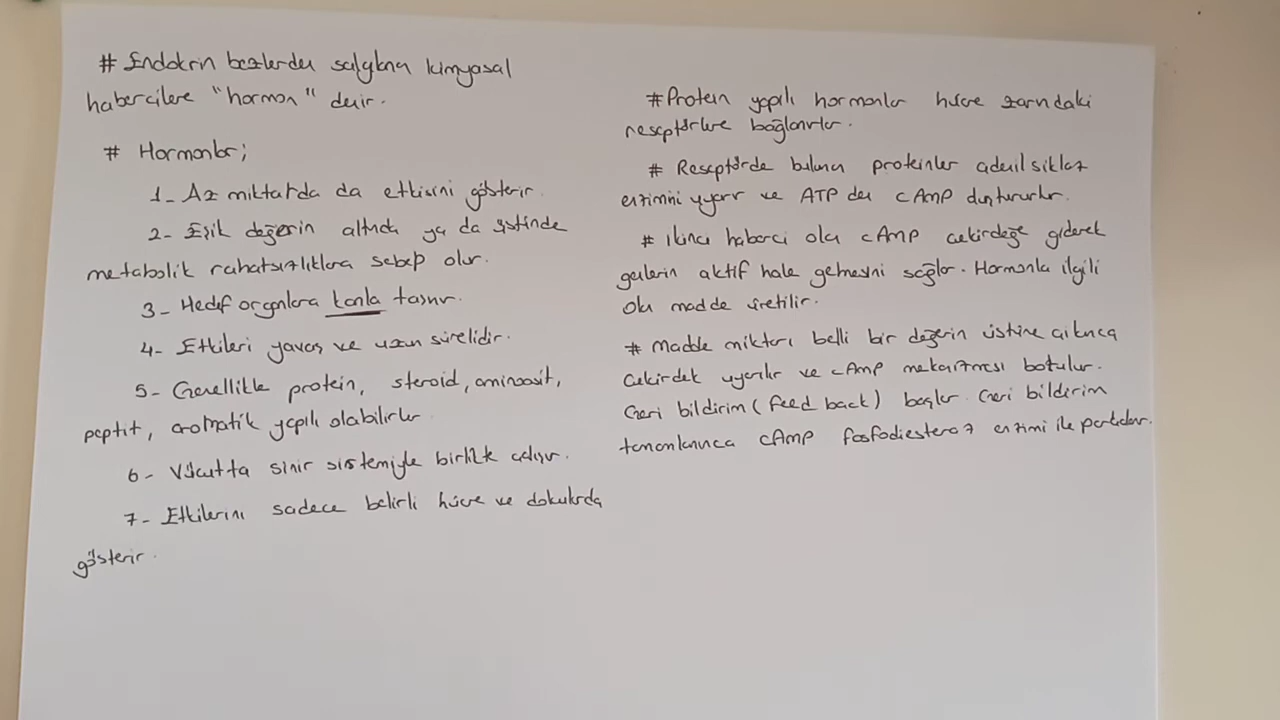 # Endokrin bezlerden salgılanan kimyasal
habercilere "hormon" denir.
# Hormonlar;
1- Az miktarda da etkisini gösterir.
2- Eşik değerin altında ya da üstünde
metabolik rahatsızlıklara sebep olur.
3- Hedef organlara kanla taşınır.
4- Etkileri yavaş ve uzun sürelidir.
5- Genellikle protein, steroid, aminoasit,
peptit, aromatik yapılı olabilirler.
6- Vücutta sinir sistemiyle birlikte çalışır.
7- Etkilerini sadece belirli hücre ve dokularda
gösterir.
# Protein yapılı hormonlar hücre zarındaki
reseptörlere bağlanırlar.
# Reseptörde bulunan proteinler adenil siklaz
enzimini uyarır ve ATP den cAMP oluştururlar.
# İkinci haberci olan cAMP çekirdeğe giderek
genlerin aktif hale gelmesini sağlar. Hormonla ilgili
olan madde üretilir.
# Madde miktarı belli bir değerin üstüne çıkınca
çekirdek uyarılır ve cAMP mekanizması bozulur.
Geri bildirim (feed back) başlar. Geri bildirim
tamamlanınca cAMP fosfodiesteraz enzimi ile parçalanır.